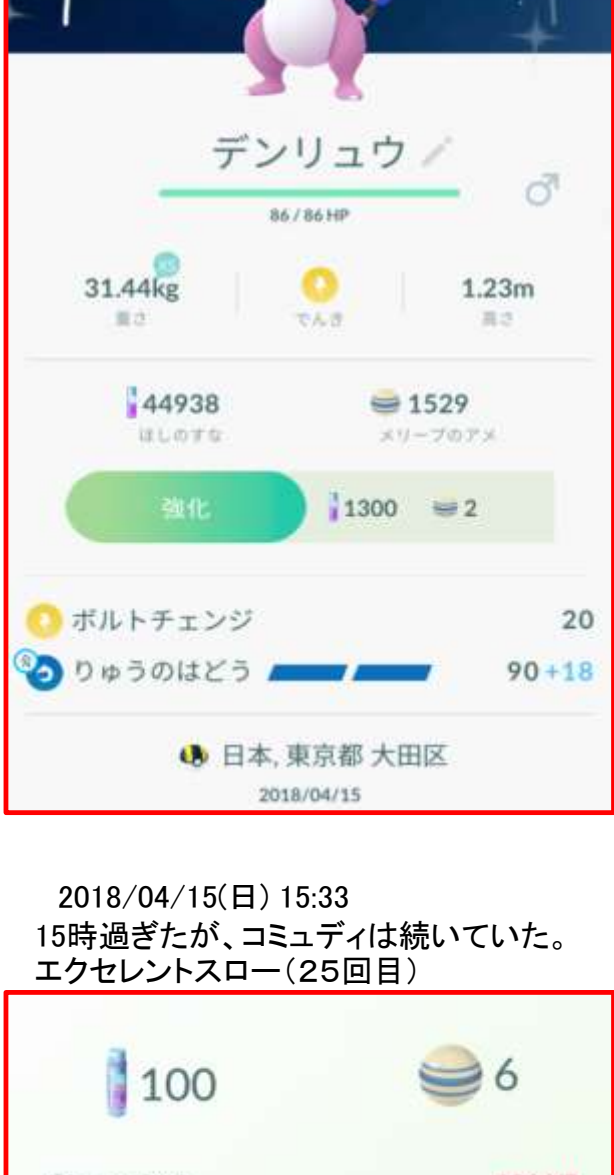 デンリュウ
86 / 86 HP
XS
31.44kg 1.23m
重さ でんき 高さ
44938 1529
ほしのすな メリープのアメ
強化 1300 2
ボルトチェンジ 20
りゅうのはどう 90 +18
日本, 東京都 大田区
2018/04/15
2018/04/15(日) 15:33
15時過ぎたが、コミュディは続いていた。
エクセレントスロー(２５回目)
100 6